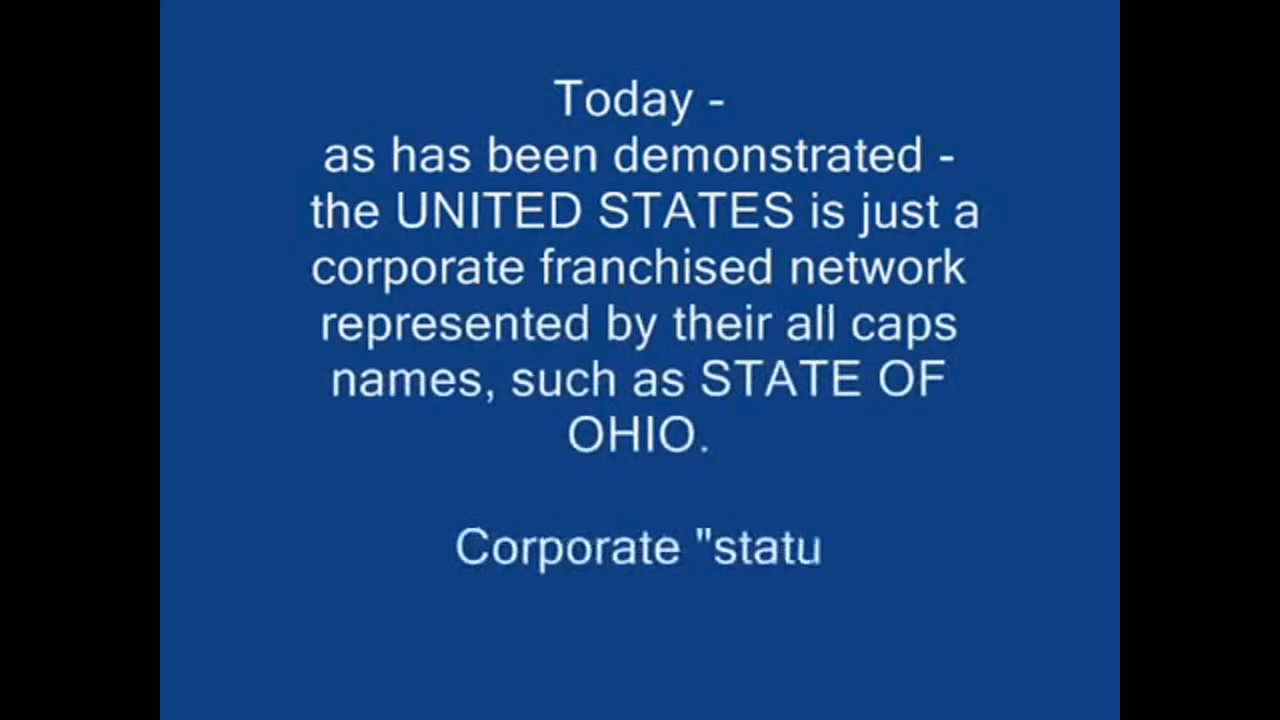 Today -
as has been demonstrated -
the UNITED STATES is just a
corporate franchised network
represented by their all caps
names, such as STATE OF
OHIO.
Corporate "statu